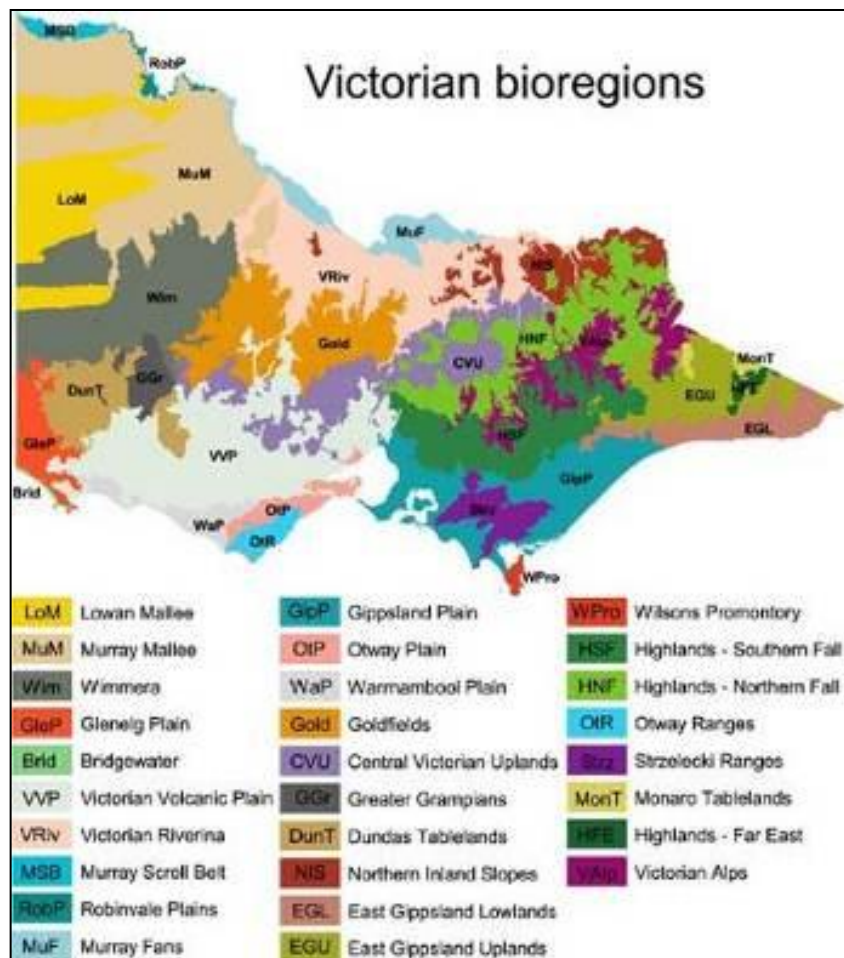 Victorian bioregions
MSB
RobP
MuM
LoM
MuF
VRiv
NIS
Wim
Gold
HNF
VAlp
CVU
MonT
GGr
DunT
HFE
EGU
HSF
EGL
GleP
VVP
GipP
Brid
OtP
Strz
WaP
OtR
WPro
LoM Lowan Mallee
MuM Murray Mallee
Wim Wimmera
GleP Glenelg Plain
Brid Bridgewater
VVP Victorian Volcanic Plain
VRiv Victorian Riverina
MSB Murray Scroll Belt
RobP Robinvale Plains
MuF Murray Fans
GipP Gippsland Plain
OtP Otway Plain
WaP Warrnambool Plain
Gold Goldfields
CVU Central Victorian Uplands
GGr Greater Grampians
DunT Dundas Tablelands
NIS Northern Inland Slopes
EGL East Gippsland Lowlands
EGU East Gippsland Uplands
WPro Wilsons Promontory
HSF Highlands - Southern Fall
HNF Highlands - Northern Fall
OtR Otway Ranges
Strz Strzelecki Ranges
MonT Monaro Tablelands
HFE Highlands - Far East
VAlp Victorian Alps